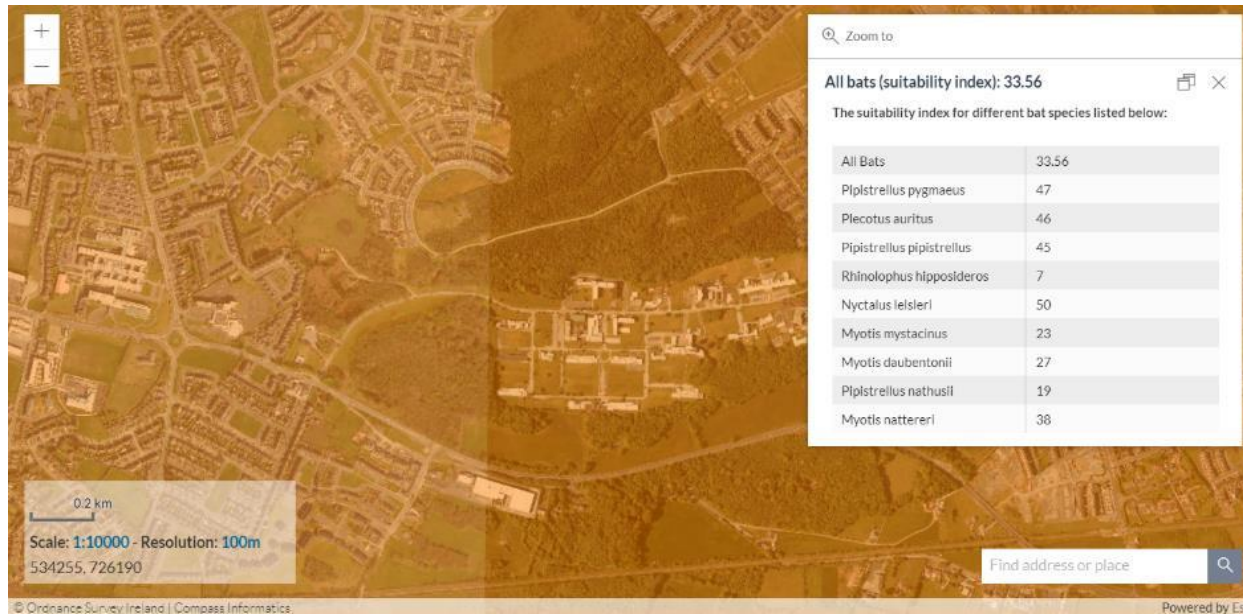 +
−
Zoom to
All bats (suitability index): 33.56
The suitability index for different bat species listed below:
All Bats 33.56
Pipistrellus pygmaeus 47
Plecotus auritus 46
Pipistrellus pipistrellus 45
Rhinolophus hipposideros 7
Nyctalus leisleri 50
Myotis mystacinus 23
Myotis daubentonii 27
Pipistrellus nathusii 19
Myotis nattereri 38
0.2 km
Scale: 1:10000 - Resolution: 100m
534255, 726190
Find address or place
© Ordnance Survey Ireland | Compass Informatics
Powered by Es